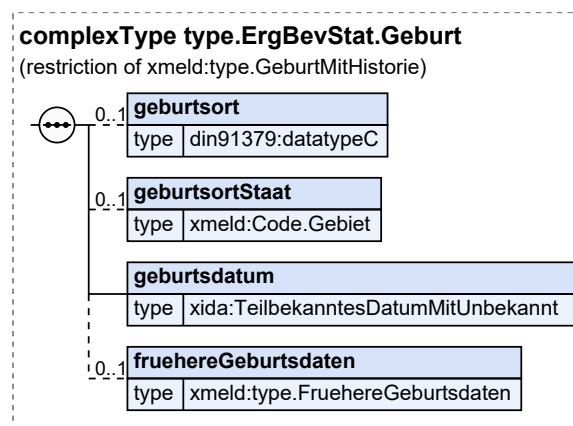 complexType type.ErgBevStat.Geburt
(restriction of xmeld:type.GeburtMitHistorie)
0..1 geburtsort
type din91379:datatypeC
0..1 geburtsortStaat
type xmeld:Code.Gebiet
geburtsdatum
type xida:TeilbekanntesDatumMitUnbekannt
0..1 fruehereGeburtsdaten
type xmeld:type.FruehereGeburtsdaten